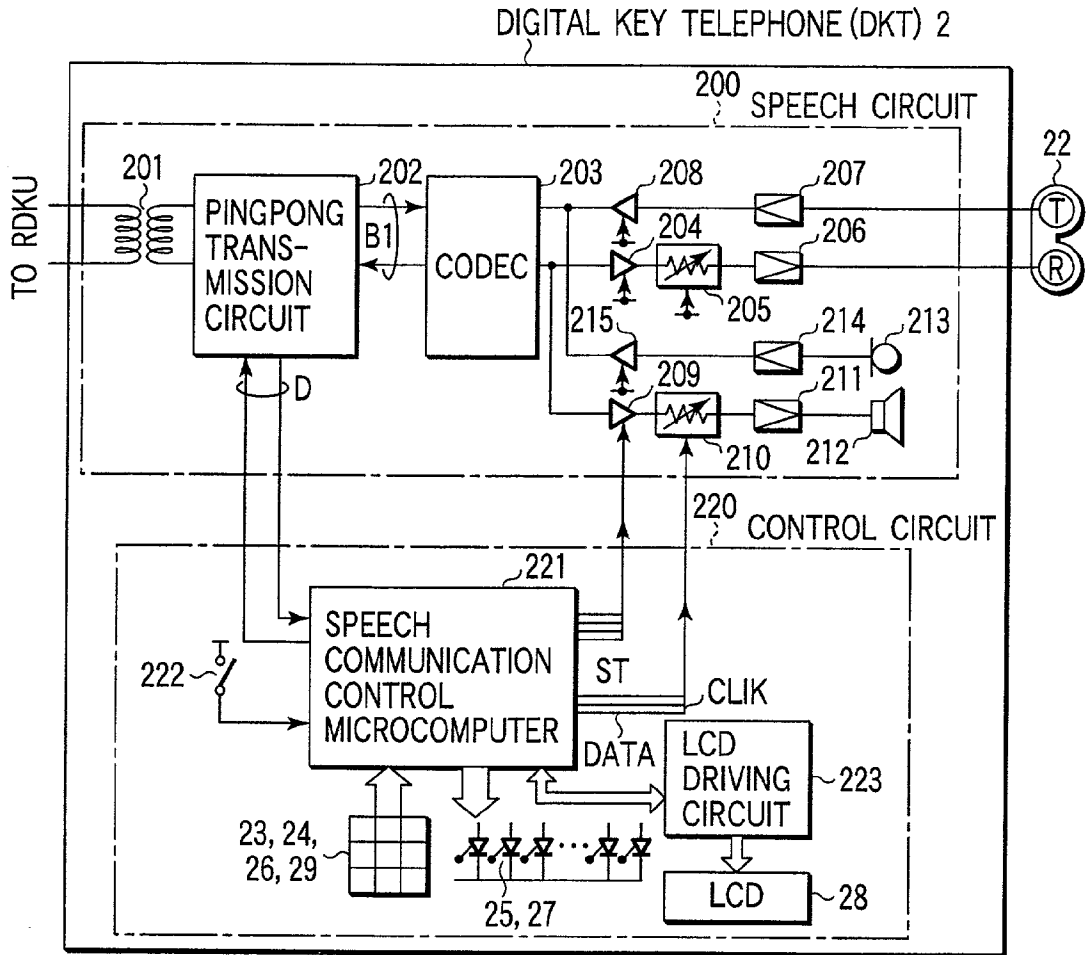 DIGITAL KEY TELEPHONE (DKT) 2
200
SPEECH CIRCUIT
TO RDKU
201
PINGPONG
TRANS-
MISSION
CIRCUIT
202
B1
CODEC
203
208
207
22
T
204
206
R
205
215
214
213
D
209
211
210
212
220
CONTROL CIRCUIT
221
SPEECH
COMMUNICATION
CONTROL
MICROCOMPUTER
222
ST
CLIK
DATA
LCD
DRIVING
CIRCUIT
223
23, 24,
26, 29
25, 27
LCD
28